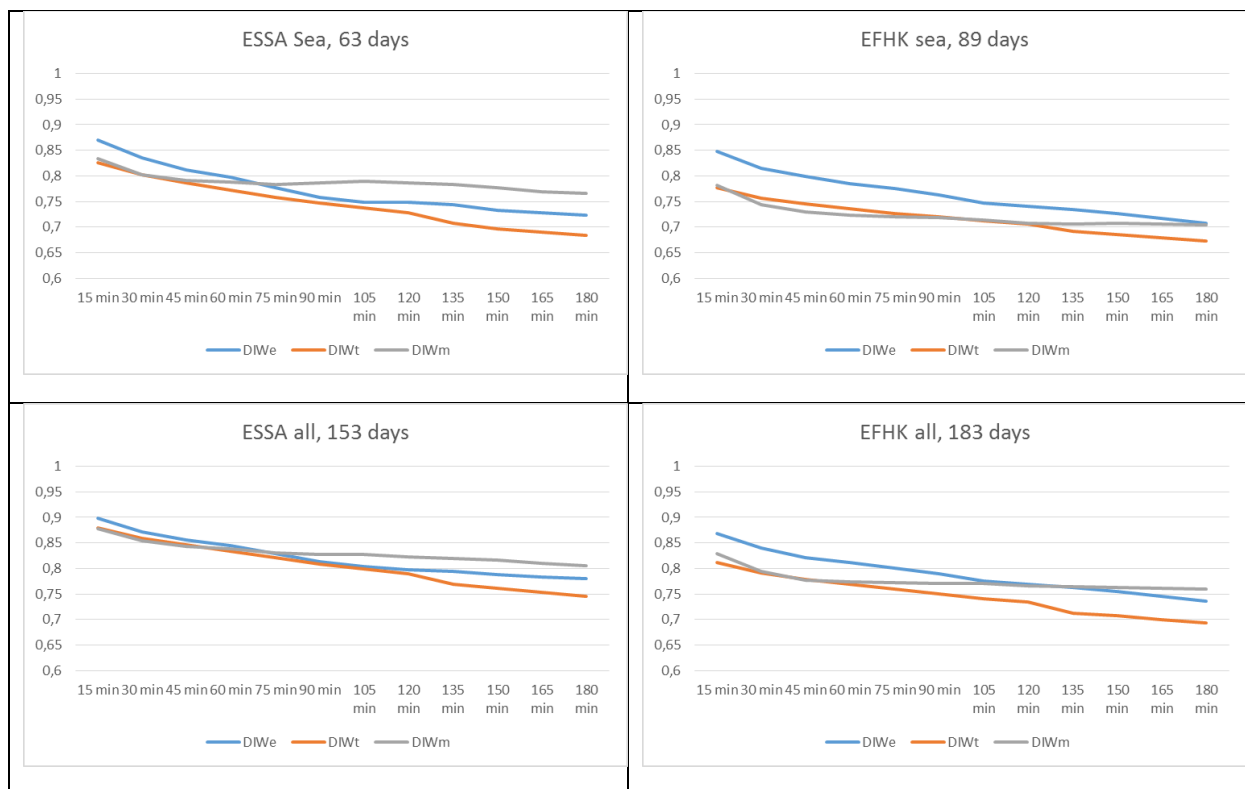 ESSA Sea, 63 days
1
0,95
0,9
0,85
0,8
0,75
0,7
0,65
0,6
15 min 30 min 45 min 60 min 75 min 90 min 105 120 135 150 165 180
min min min min min min
DIWe DIWt DIWm
EFHK sea, 89 days
1
0,95
0,9
0,85
0,8
0,75
0,7
0,65
0,6
15 min 30 min 45 min 60 min 75 min 90 min 105 120 135 150 165 180
min min min min min min
DIWe DIWt DIWm
ESSA all, 153 days
1
0,95
0,9
0,85
0,8
0,75
0,7
0,65
0,6
15 min 30 min 45 min 60 min 75 min 90 min 105 120 135 150 165 180
min min min min min min
DIWe DIWt DIWm
EFHK all, 183 days
1
0,95
0,9
0,85
0,8
0,75
0,7
0,65
0,6
15 min 30 min 45 min 60 min 75 min 90 min 105 120 135 150 165 180
min min min min min min
DIWe DIWt DIWm